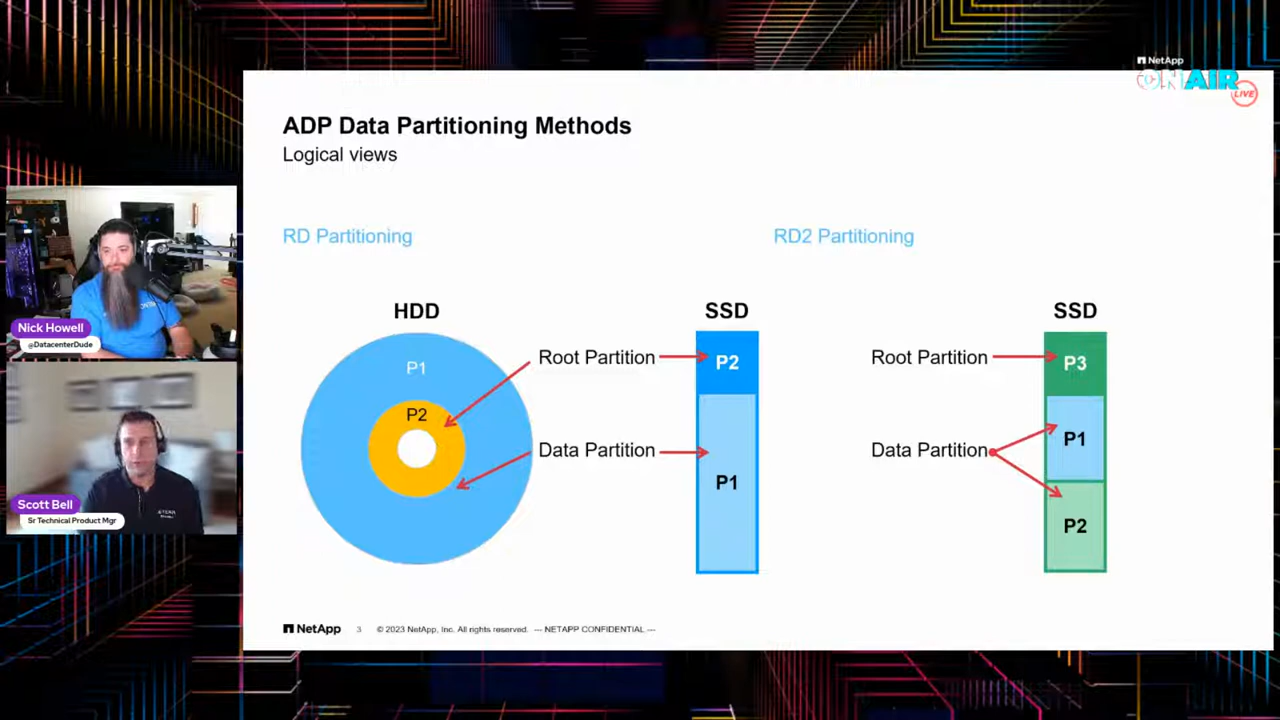 NetApp
ON AIR
LIVE
ADP Data Partitioning Methods
Logical views
RD Partitioning
RD2 Partitioning
HDD
SSD
SSD
P1
P2
Root Partition
Data Partition
P2
P1
Root Partition
Data Partition
P3
P1
P2
Nick Howell
@DatacenterDude
Scott Bell
Sr Technical Product Mgr
NetApp
3
© 2023 NetApp, Inc. All rights reserved. --- NETAPP CONFIDENTIAL ---